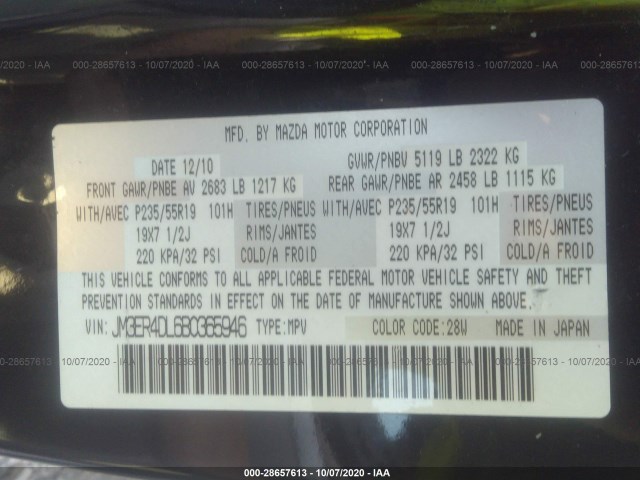 000-28657613 - 10/07/2020 - IAA
MFD. BY MAZDA MOTOR CORPORATION
DATE 12/10
GVWR/PNBV 5119 LB 2322 KG
FRONT GAWR/PNBE AV 2683 LB 1217 KG
REAR GAWR/PNBE AR 2458 LB 1115 KG
WITH/AVEC P235/55R19 101H TIRES/PNEUS
WITH/AVEC P235/55R19 101H TIRES/PNEUS
19X7 1/2J RIMS/JANTES
19X7 1/2J RIMS/JANTES
220 KPA/32 PSI COLD/A FROID
220 KPA/32 PSI COLD/A FROID
THIS VEHICLE CONFORMS TO ALL APPLICABLE FEDERAL MOTOR VEHICLE SAFETY AND THEFT
PREVENTION STANDARDS IN EFFECT ON THE DATE OF MANUFACTURE SHOWN ABOVE.
VIN: JM3ER4DL6B0365946 TYPE:MPV COLOR CODE:28W MADE IN JAPAN
000-28657613 - 10/07/2020 - IAA